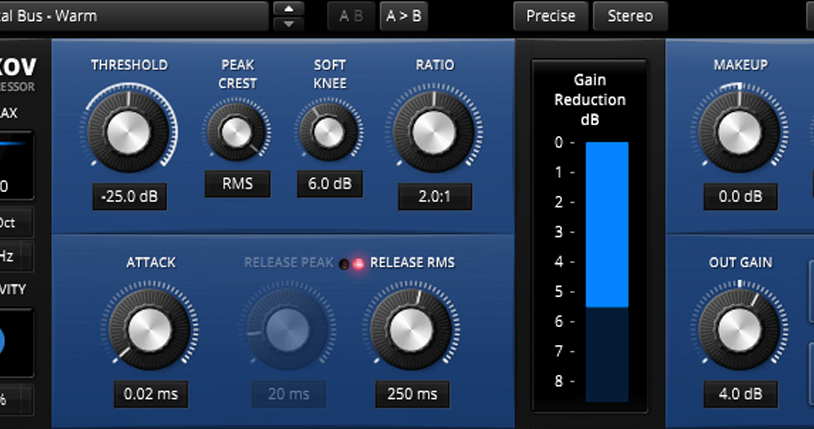 al Bus - Warm
A B
A > B
Precise
Stereo
KOV
ESSOR
AX
0
Oct
Hz
VITY
%
THRESHOLD
-25.0 dB
PEAK
CREST
RMS
SOFT
KNEE
6.0 dB
RATIO
2.0:1
ATTACK
0.02 ms
RELEASE PEAK
20 ms
RELEASE RMS
250 ms
Gain
Reduction
dB
0 -
1 -
2 -
3 -
4 -
5 -
6 -
7 -
8 -
MAKEUP
0.0 dB
OUT GAIN
4.0 dB